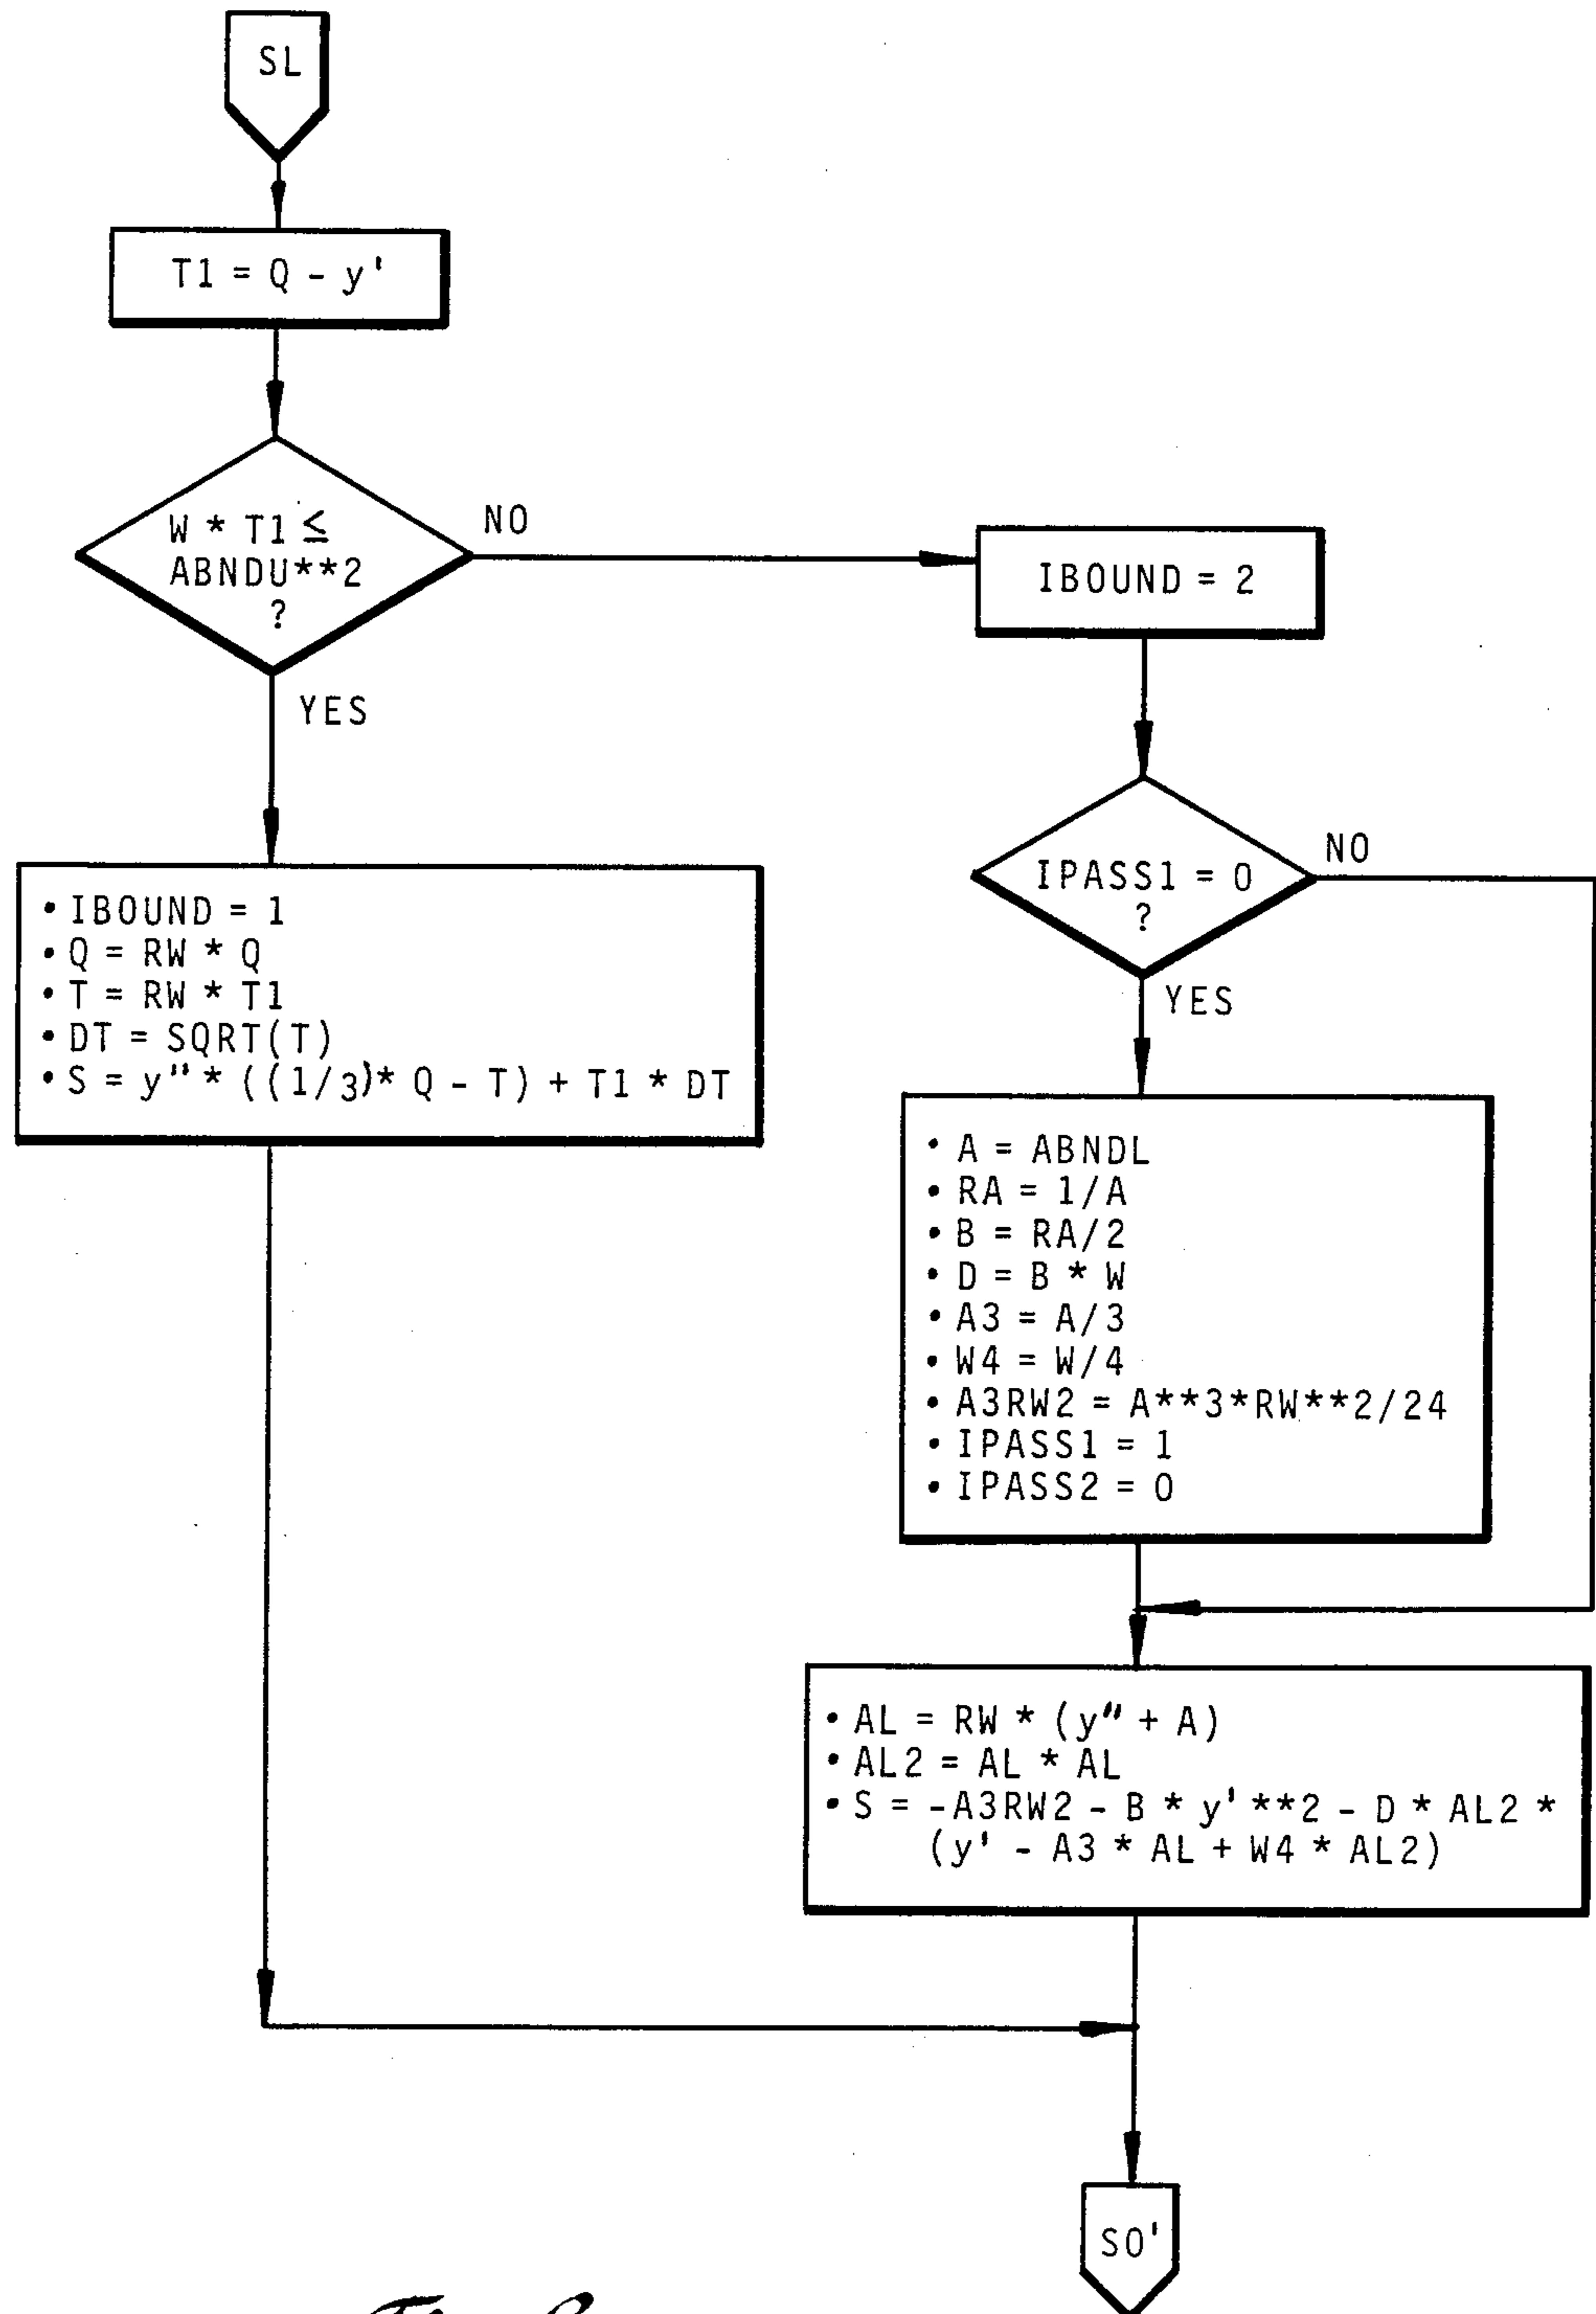 SL
T1 = Q - y'
W * T1 ≤
ABNDU**2
?
NO
YES
IBOUND = 2
IPASS1 = 0
?
NO
YES
• IBOUND = 1
• Q = RW * Q
• T = RW * T1
• DT = SQRT(T)
• S = y" * ((1/3)* Q - T) + T1 * DT
• A = ABNDL
• RA = 1/A
• B = RA/2
• D = B * W
• A3 = A/3
• W4 = W/4
• A3RW2 = A**3*RW**2/24
• IPASS1 = 1
• IPASS2 = 0
• AL = RW * (y" + A)
• AL2 = AL * AL
• S = -A3RW2 - B * y'**2 - D * AL2 *
(y' - A3 * AL + W4 * AL2)
SO'